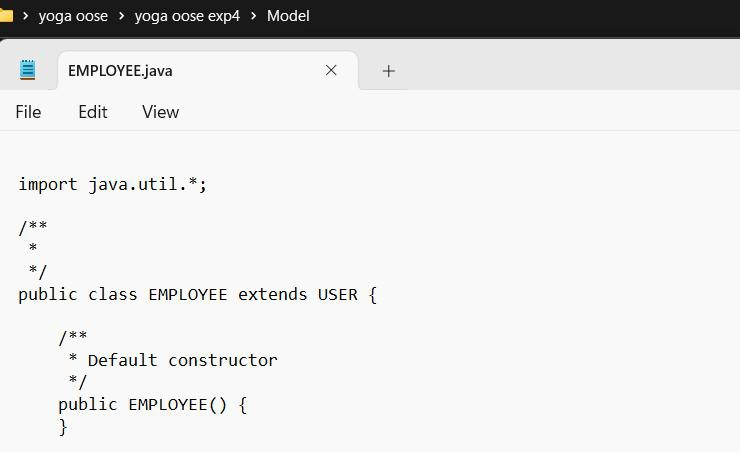 yoga oose > yoga oose exp4 > Model
EMPLOYEE.java
File Edit View
import java.util.*;
/**
 *
 */
public class EMPLOYEE extends USER {
    /**
     * Default constructor
     */
    public EMPLOYEE() {
    }